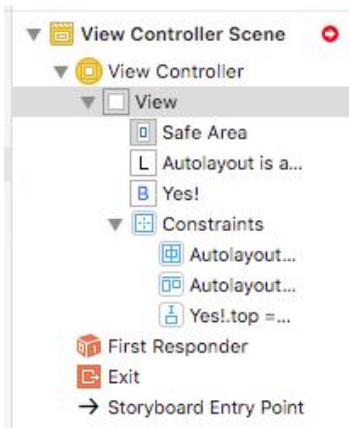 View Controller Scene
View Controller
View
Safe Area
L Autolayout is a...
B Yes!
Constraints
Autolayout...
Autolayout...
Yes!.top =...
First Responder
Exit
Storyboard Entry Point